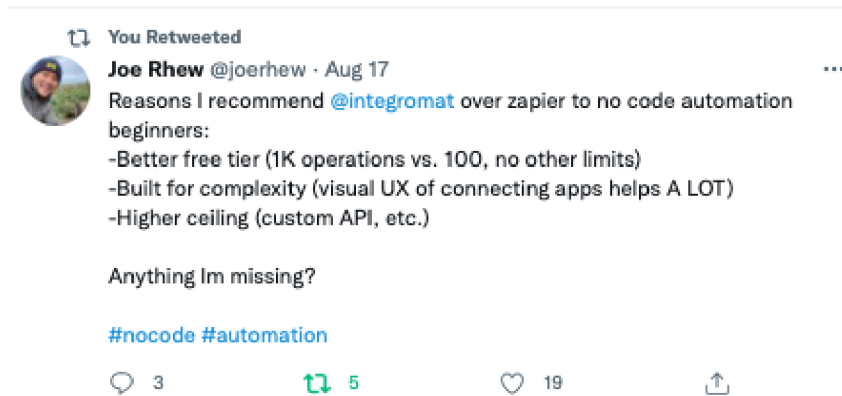 You Retweeted
Joe Rhew @joerhew · Aug 17
Reasons I recommend @integromat over zapier to no code automation
beginners:
-Better free tier (1K operations vs. 100, no other limits)
-Built for complexity (visual UX of connecting apps helps A LOT)
-Higher ceiling (custom API, etc.)
Anything Im missing?
#nocode #automation
3 5 19